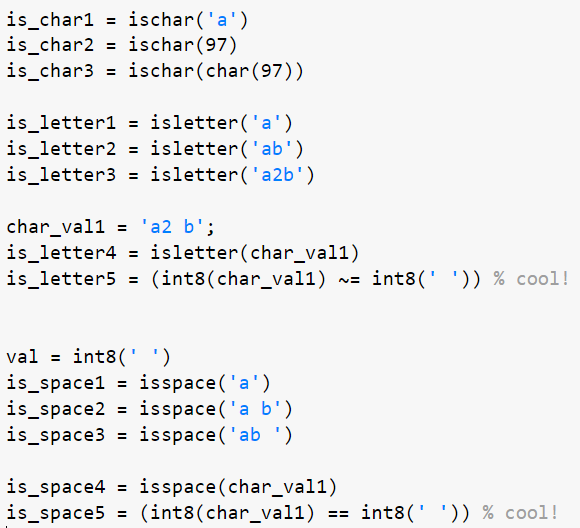 is_char1 = ischar('a')
is_char2 = ischar(97)
is_char3 = ischar(char(97))
is_letter1 = isletter('a')
is_letter2 = isletter('ab')
is_letter3 = isletter('a2b')
char_val1 = 'a2 b';
is_letter4 = isletter(char_val1)
is_letter5 = (int8(char_val1) ~= int8(' ')) % cool!
val = int8(' ')
is_space1 = isspace('a')
is_space2 = isspace('a b')
is_space3 = isspace('ab ')
is_space4 = isspace(char_val1)
is_space5 = (int8(char_val1) == int8(' ')) % cool!